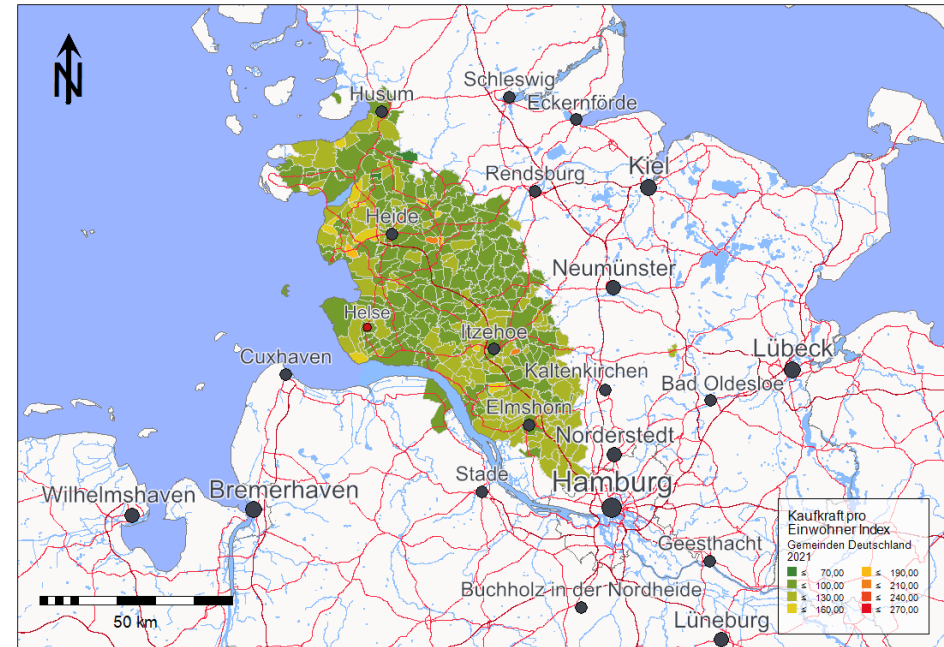 N
Schleswig
Husum
Eckernförde
Rendsburg
Kiel
Heide
Neumünster
Helse
Itzehoe
Cuxhaven
Kaltenkirchen
Lübeck
Bad Oldesloe
Elmshorn
Norderstedt
Stade
Hamburg
Wilhelmshaven
Bremerhaven
Geesthacht
Buchholz in der Nordheide
Lüneburg
50 km
Kaufkraft pro
Einwohner Index
Gemeinden Deutschland
2021
≤ 70,00 ≤ 190,00
≤ 100,00 ≤ 210,00
≤ 130,00 ≤ 240,00
≤ 160,00 ≤ 270,00